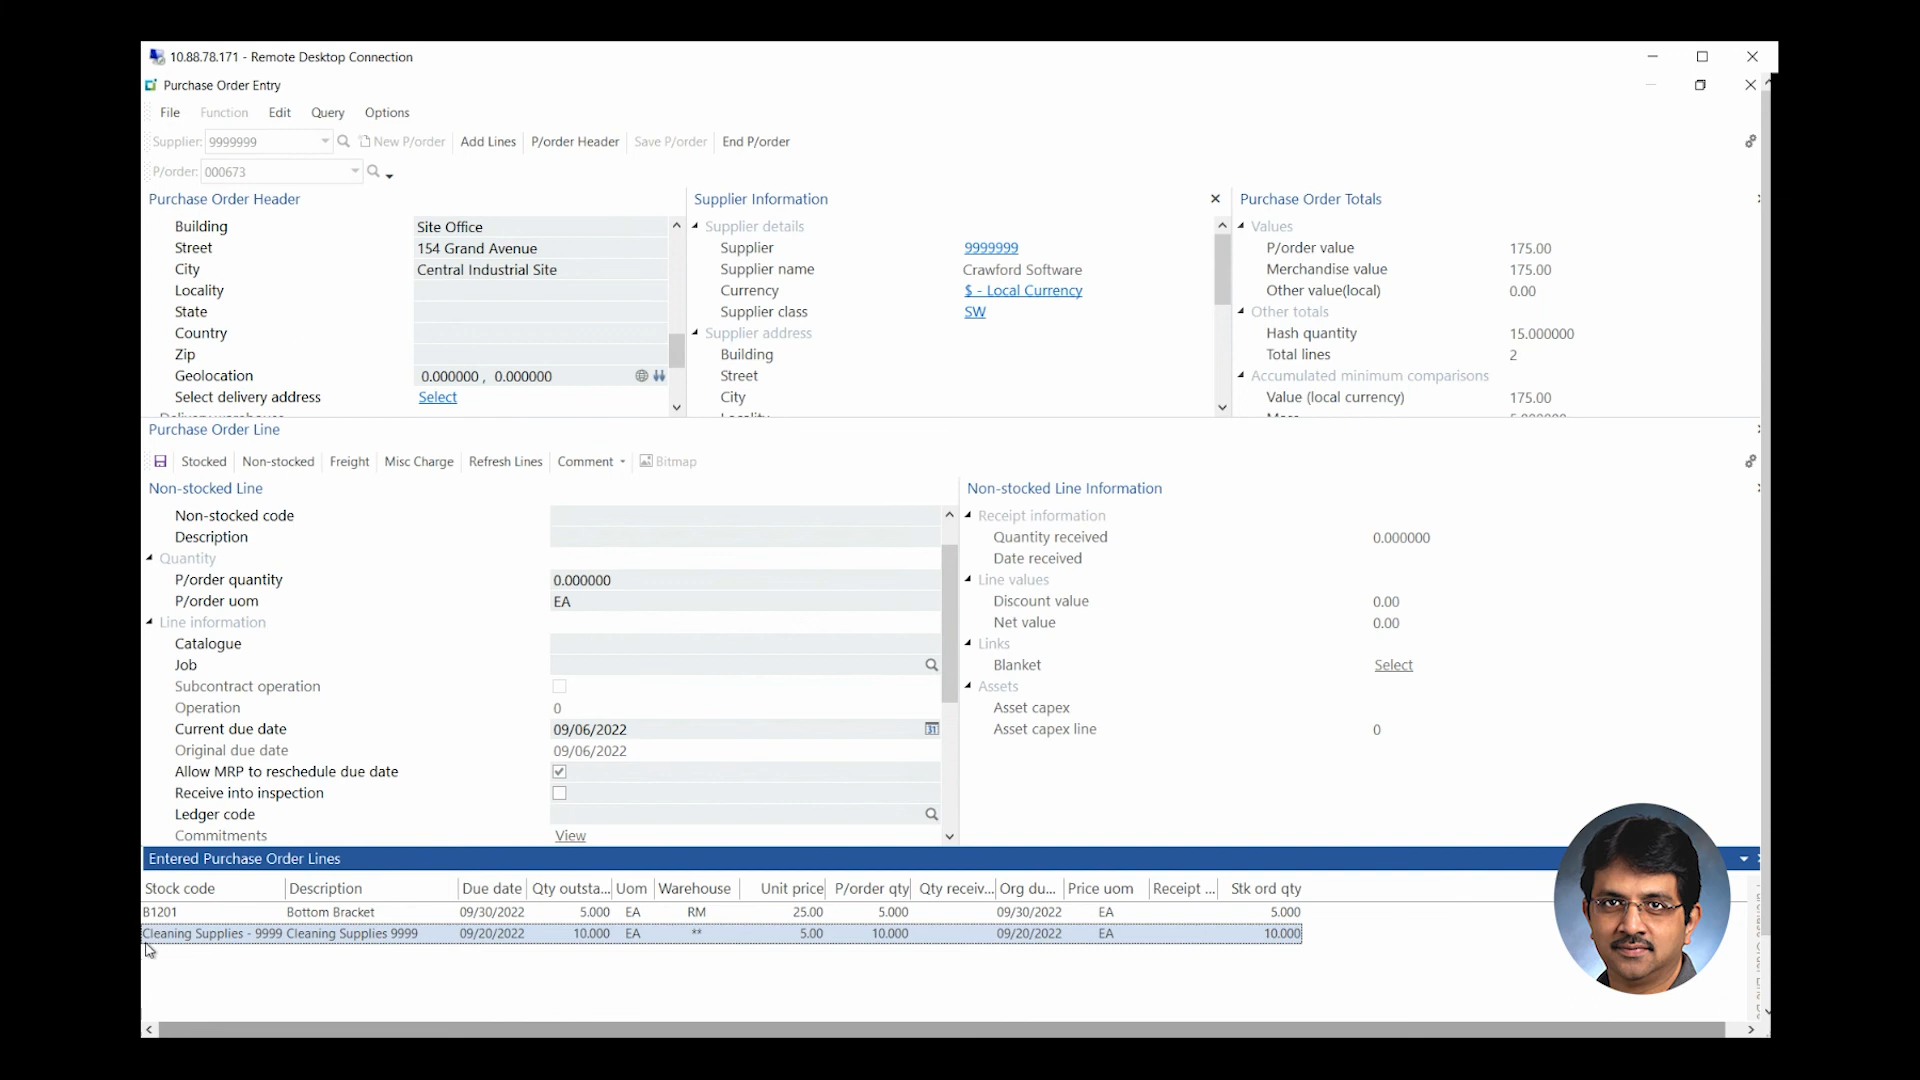 10.88.78.171 - Remote Desktop Connection
Purchase Order Entry
File Function Edit Query Options
Supplier: 9999999 New P/order Add Lines P/order Header Save P/order End P/order
P/order: 000673
Purchase Order Header
Building Site Office
Street 154 Grand Avenue
City Central Industrial Site
Locality
State
Country
Zip
Geolocation 0.000000 , 0.000000
Select delivery address Select
Delivery warehouse
Supplier Information
Supplier details
Supplier 9999999
Supplier name Crawford Software
Currency $ - Local Currency
Supplier class SW
Supplier address
Building
Street
City
Locality
Purchase Order Totals
Values
P/order value 175.00
Merchandise value 175.00
Other value(local) 0.00
Other totals
Hash quantity 15.000000
Total lines 2
Accumulated minimum comparisons
Value (local currency) 175.00
Mass 5.000000
Purchase Order Line
Stocked Non-stocked Freight Misc Charge Refresh Lines Comment Bitmap
Non-stocked Line
Non-stocked code
Description
Quantity
P/order quantity 0.000000
P/order uom EA
Line information
Catalogue
Job
Subcontract operation
Operation 0
Current due date 09/06/2022 31
Original due date 09/06/2022
Allow MRP to reschedule due date
Receive into inspection
Ledger code
Commitments View
Non-stocked Line Information
Receipt information
Quantity received 0.000000
Date received
Line values
Discount value 0.00
Net value 0.00
Links
Blanket Select
Assets
Asset capex
Asset capex line 0
Entered Purchase Order Lines
Stock code Description Due date Qty outsta... Uom Warehouse Unit price P/order qty Qty receiv... Org du... Price uom Receipt ... Stk ord qty
B1201 Bottom Bracket 09/30/2022 5.000 EA RM 25.00 5.000 09/30/2022 EA 5.000
Cleaning Supplies - 9999 Cleaning Supplies 9999 09/20/2022 10.000 EA ** 5.00 10.000 09/20/2022 EA 10.000